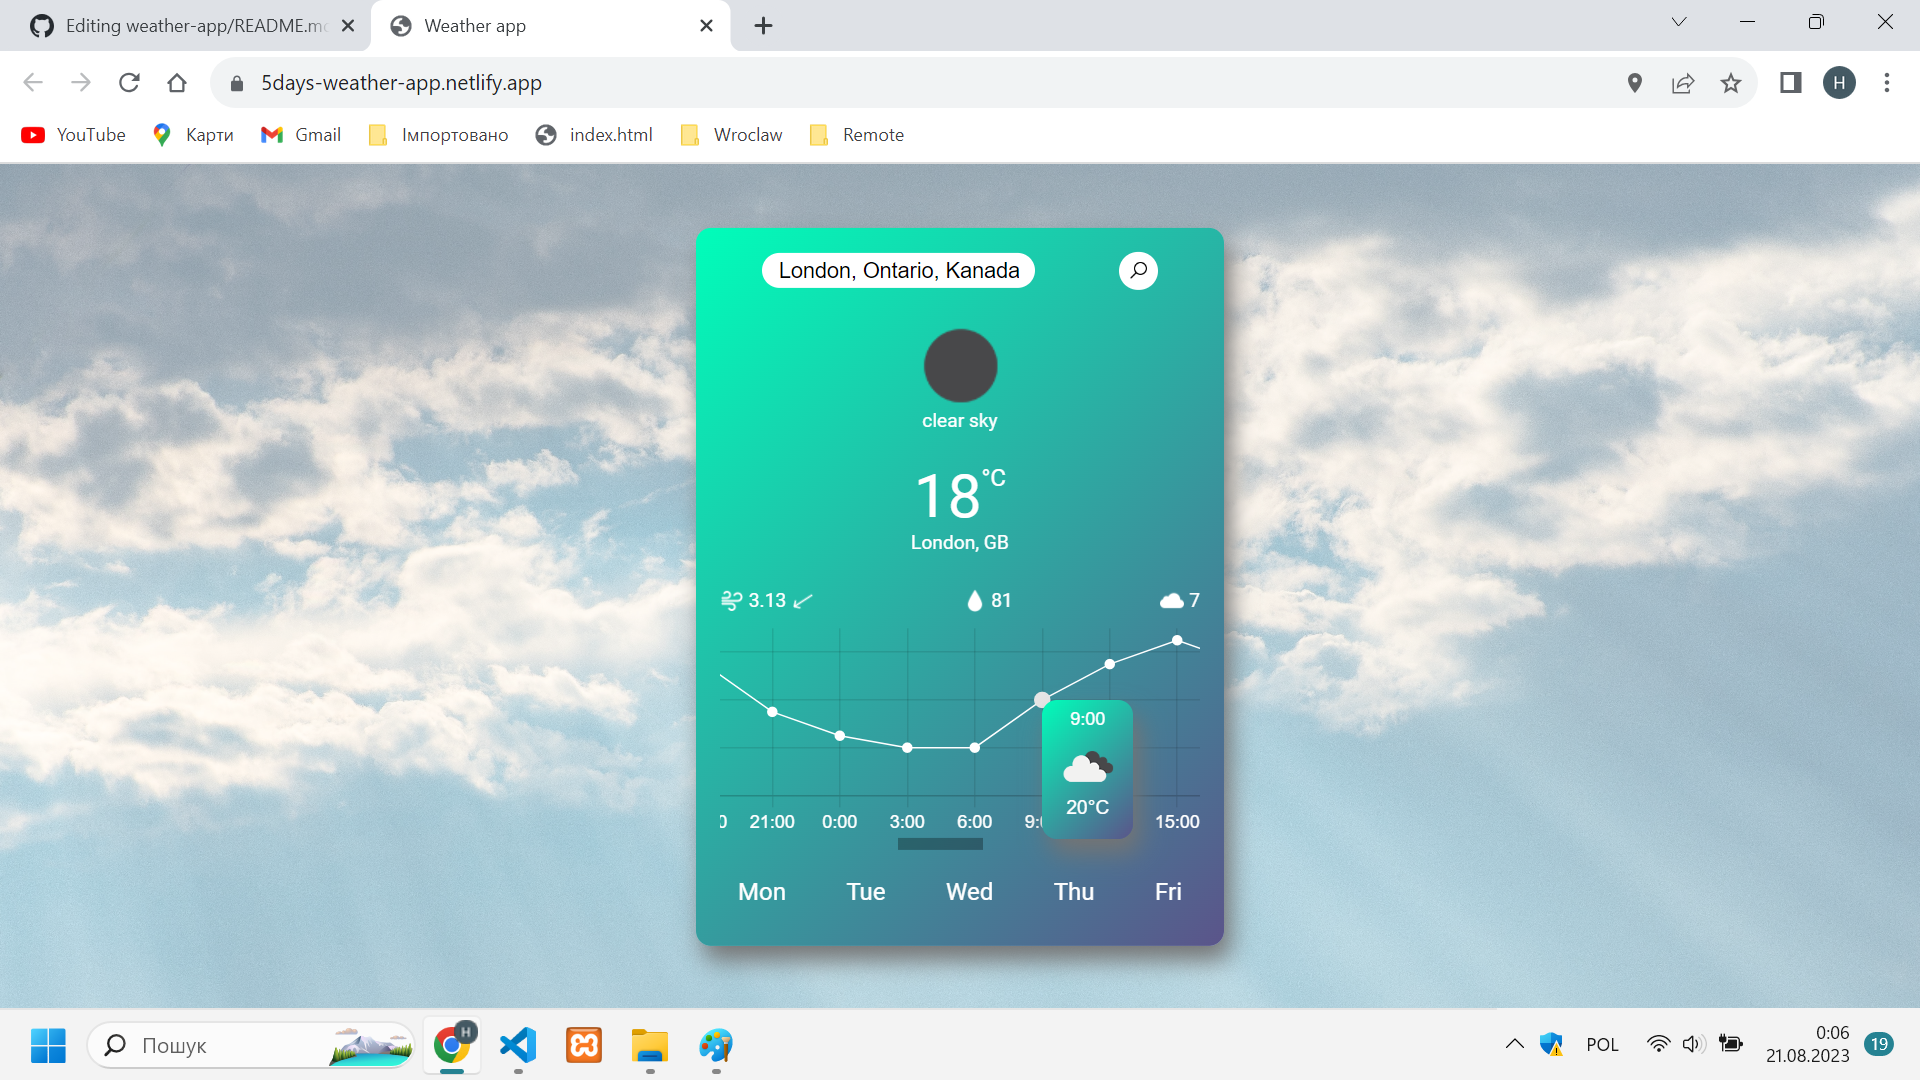 Editing weather-app/README.m
Weather app
5days-weather-app.netlify.app
H
YouTube
Карти
Gmail
Імпортовано
index.html
Wroclaw
Remote
London, Ontario, Kanada
clear sky
18°C
London, GB
3.13
81
7
9:00
20°C
0 21:00 0:00 3:00 6:00 9:0 15:00
Mon Tue Wed Thu Fri
Пошук
H
POL
0:06
21.08.2023
19